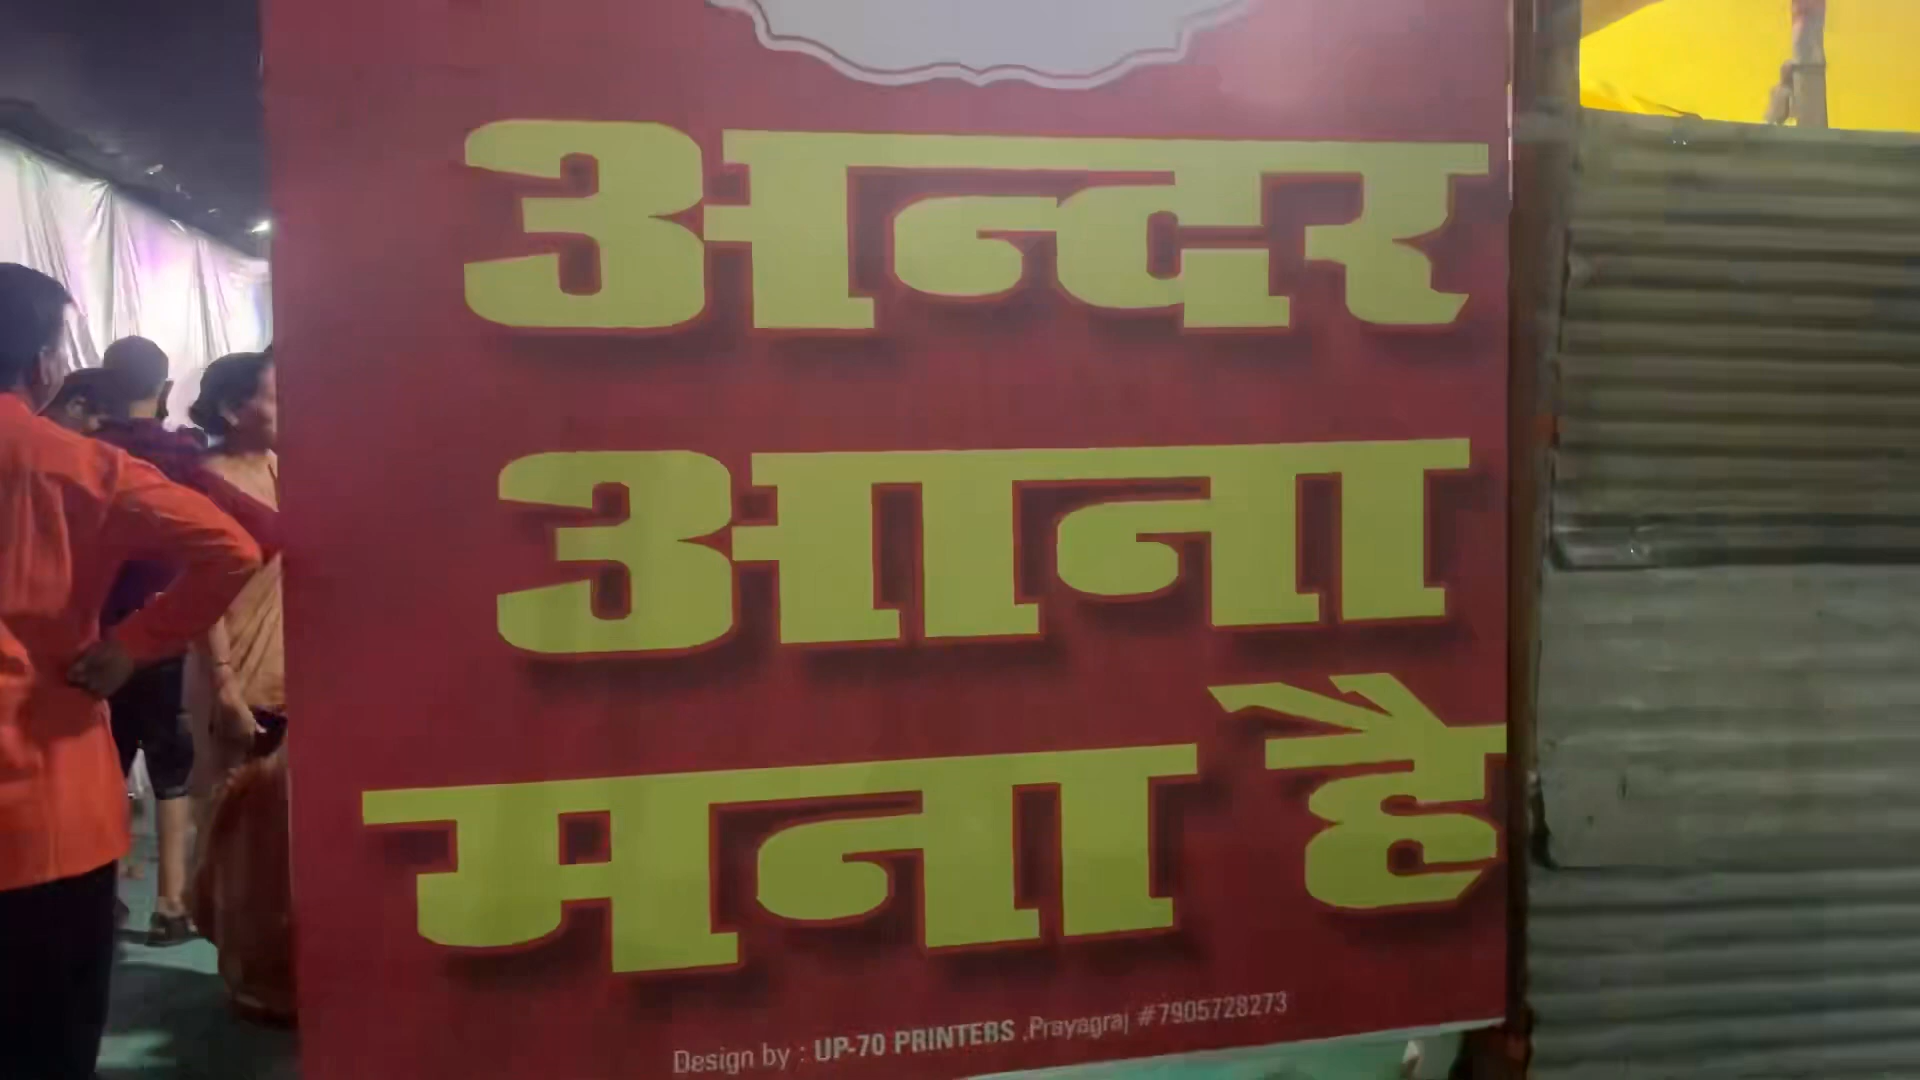 अन्दर
आना
मना है
Design by : UP-70 PRINTERS ,Prayagraj #7905728273